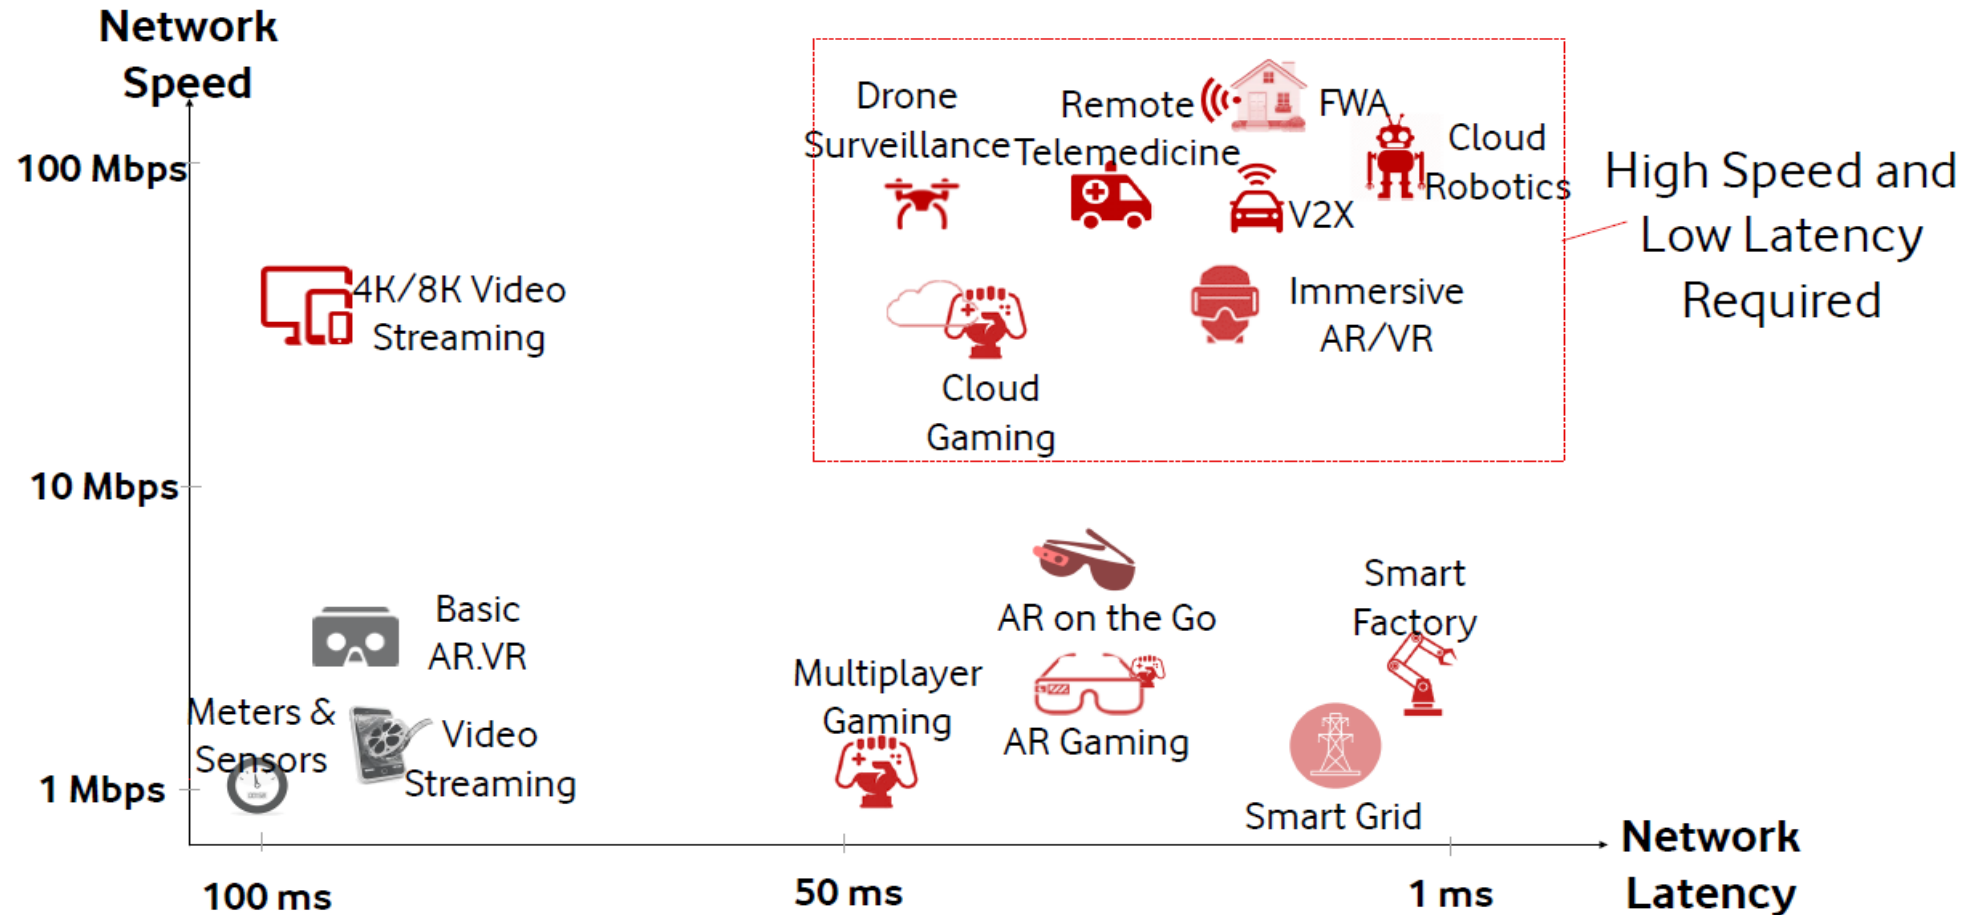 Network
Speed
100 Mbps
10 Mbps
1 Mbps
Drone
Surveillance
Remote
Telemedicine
FWA
Cloud
Robotics
V2X
High Speed and
Low Latency
Required
4K/8K Video
Streaming
Immersive
AR/VR
Cloud
Gaming
Basic
AR.VR
AR on the Go
Smart
Factory
Meters &
Sensors
Video
Streaming
Multiplayer
Gaming
AR Gaming
Smart Grid
100 ms
50 ms
1 ms
Network
Latency